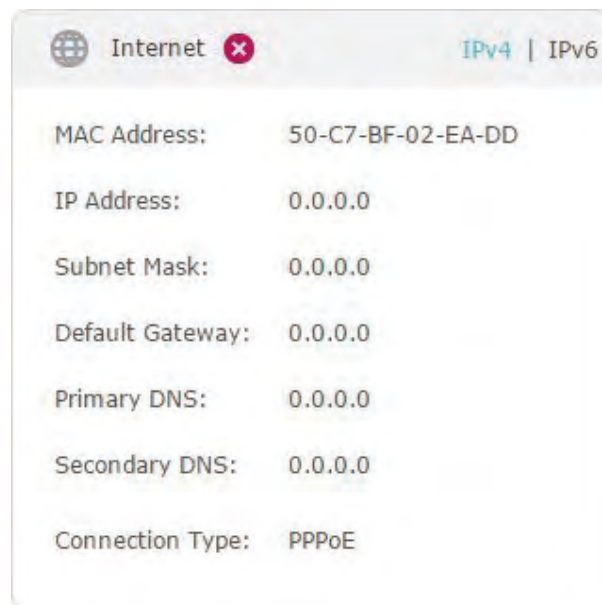 Internet IPv4 | IPv6
MAC Address: 50-C7-BF-02-EA-DD
IP Address: 0.0.0.0
Subnet Mask: 0.0.0.0
Default Gateway: 0.0.0.0
Primary DNS: 0.0.0.0
Secondary DNS: 0.0.0.0
Connection Type: PPPoE